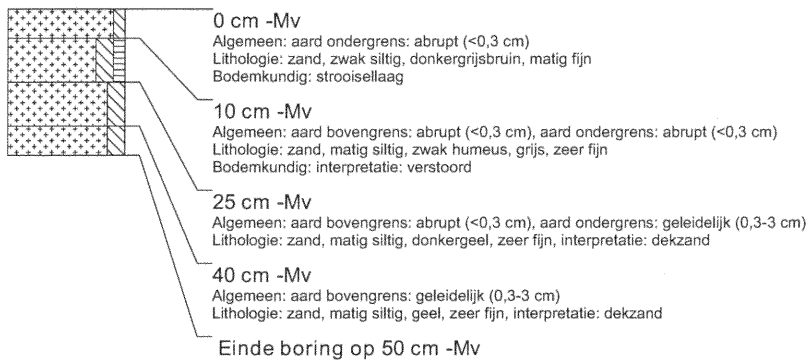 0 cm -Mv
Algemeen: aard ondergrens: abrupt (<0,3 cm)
Lithologie: zand, zwak siltig, donkergrijsbruin, matig fijn
Bodemkundig: strooisellaag
10 cm -Mv
Algemeen: aard bovengrens: abrupt (<0,3 cm), aard ondergrens: abrupt (<0,3 cm)
Lithologie: zand, matig siltig, zwak humeus, grijs, zeer fijn
Bodemkundig: interpretatie: verstoord
25 cm -Mv
Algemeen: aard bovengrens: abrupt (<0,3 cm), aard ondergrens: geleidelijk (0,3-3 cm)
Lithologie: zand, matig siltig, donkergeel, zeer fijn, interpretatie: dekzand
40 cm -Mv
Algemeen: aard bovengrens: geleidelijk (0,3-3 cm)
Lithologie: zand, matig siltig, geel, zeer fijn, interpretatie: dekzand
Einde boring op 50 cm -Mv